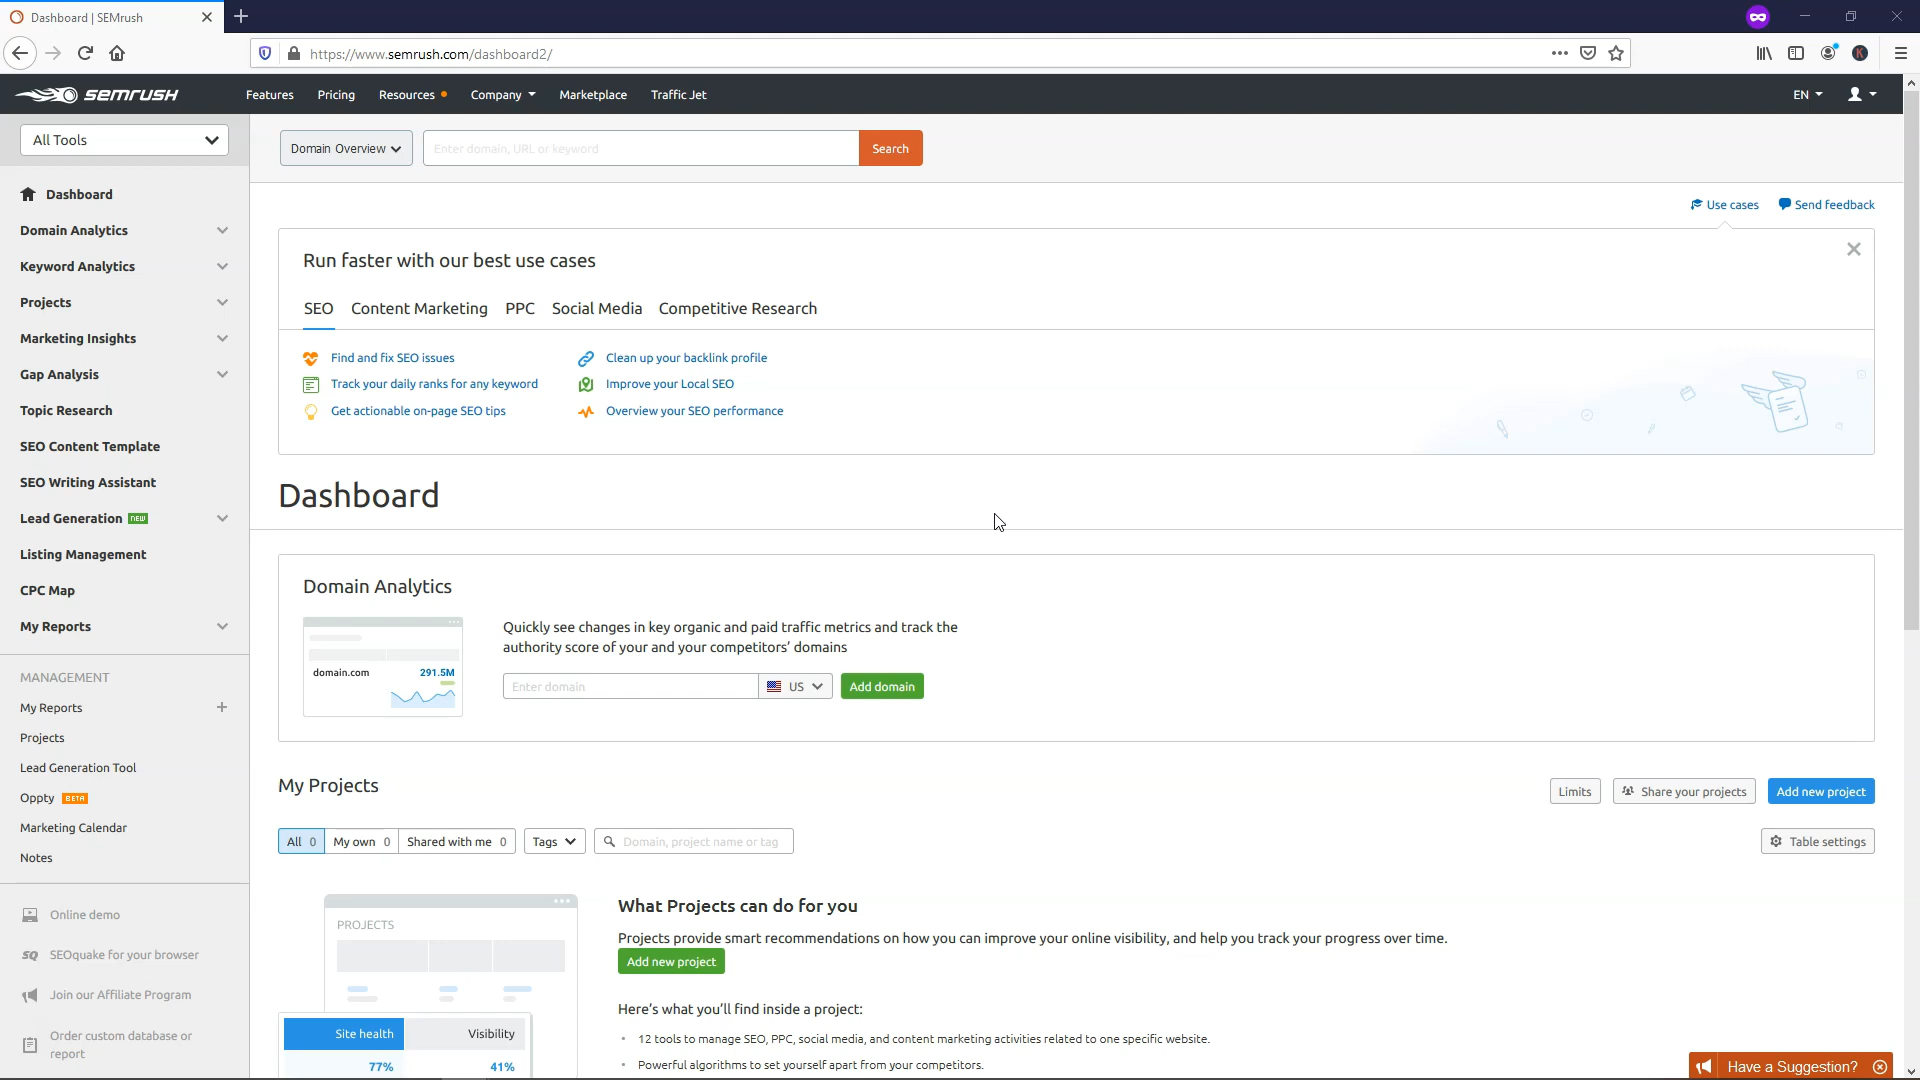 Dashboard | SEMrush
https://www.semrush.com/dashboard2/
SEMRUSH
Features
Pricing
Resources
Company
Marketplace
Traffic Jet
EN
All Tools
Dashboard
Domain Analytics
Keyword Analytics
Projects
Marketing Insights
Gap Analysis
Topic Research
SEO Content Template
SEO Writing Assistant
Lead Generation NEW
Listing Management
CPC Map
My Reports
MANAGEMENT
My Reports
Projects
Lead Generation Tool
Oppty BETA
Marketing Calendar
Notes
Online demo
SQ SEOquake for your browser
Join our Affiliate Program
Order custom database or
report
Domain Overview
Enter domain, URL or keyword
Search
Use cases
Send feedback
Run faster with our best use cases
SEO
Content Marketing
PPC
Social Media
Competitive Research
Find and fix SEO issues
Track your daily ranks for any keyword
Get actionable on-page SEO tips
Clean up your backlink profile
Improve your Local SEO
Overview your SEO performance
Dashboard
Domain Analytics
domain.com
291.5M
Quickly see changes in key organic and paid traffic metrics and track the
authority score of your and your competitors' domains
Enter domain
US
Add domain
My Projects
Limits
Share your projects
Add new project
All 0
My own 0
Shared with me 0
Tags
Domain, project name or tag
Table settings
PROJECTS
Site health
Visibility
77%
41%
What Projects can do for you
Projects provide smart recommendations on how you can improve your online visibility, and help you track your progress over time.
Add new project
Here's what you'll find inside a project:
• 12 tools to manage SEO, PPC, social media, and content marketing activities related to one specific website.
• Powerful algorithms to set yourself apart from your competitors.
Have a Suggestion?
K